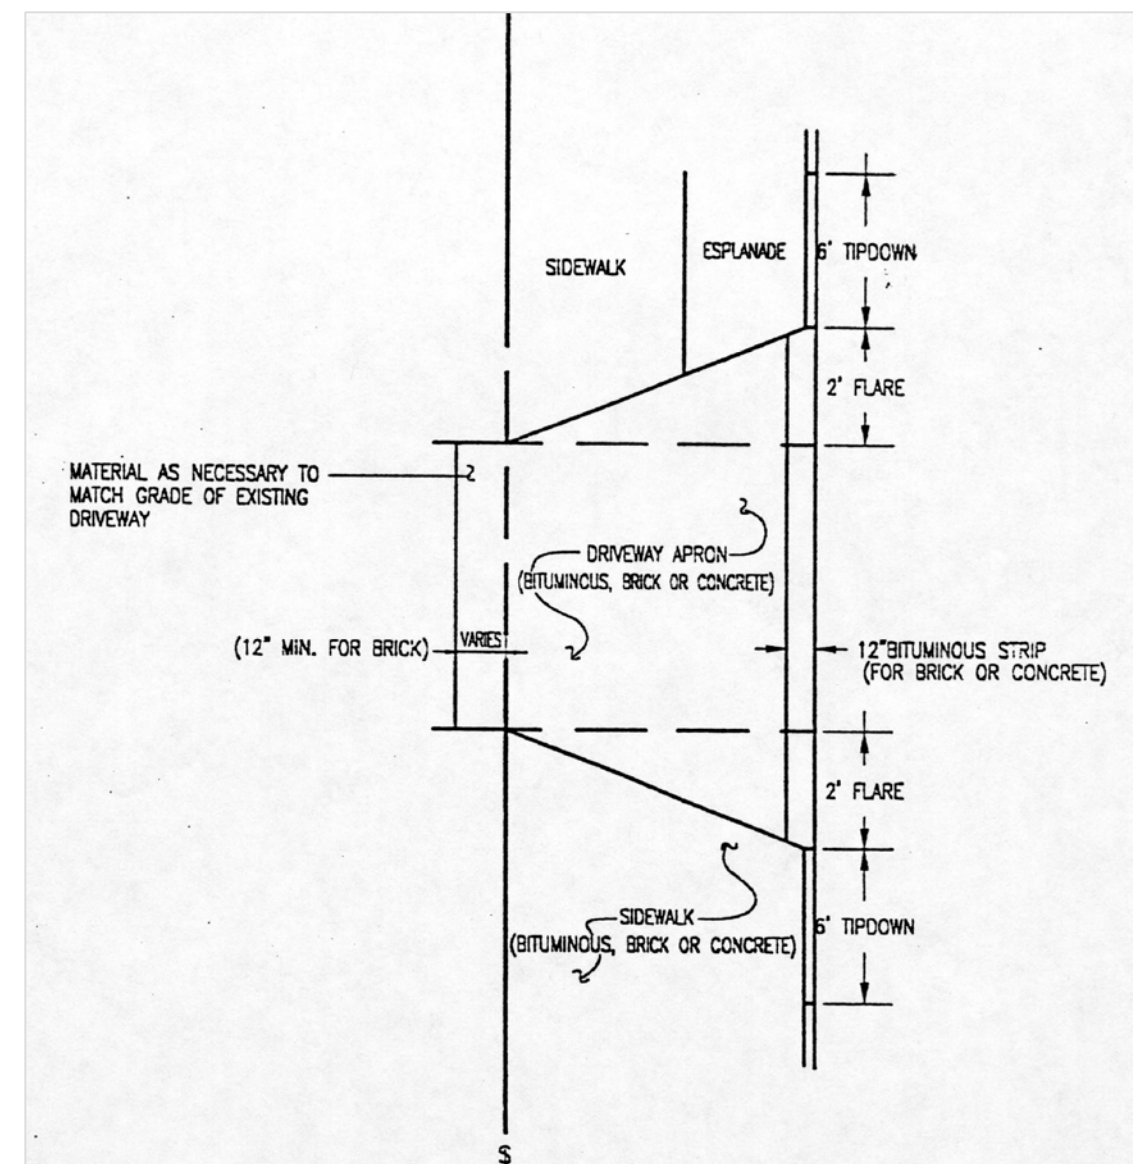 SIDEWALK
ESPLANADE
6' TIPDOWN
2' FLARE
MATERIAL AS NECESSARY TO
MATCH GRADE OF EXISTING
DRIVEWAY
DRIVEWAY APRON
(BITUMINOUS, BRICK OR CONCRETE)
(12" MIN. FOR BRICK)
VARIES
12" BITUMINOUS STRIP
(FOR BRICK OR CONCRETE)
2' FLARE
SIDEWALK
(BITUMINOUS, BRICK OR CONCRETE)
6' TIPDOWN
S